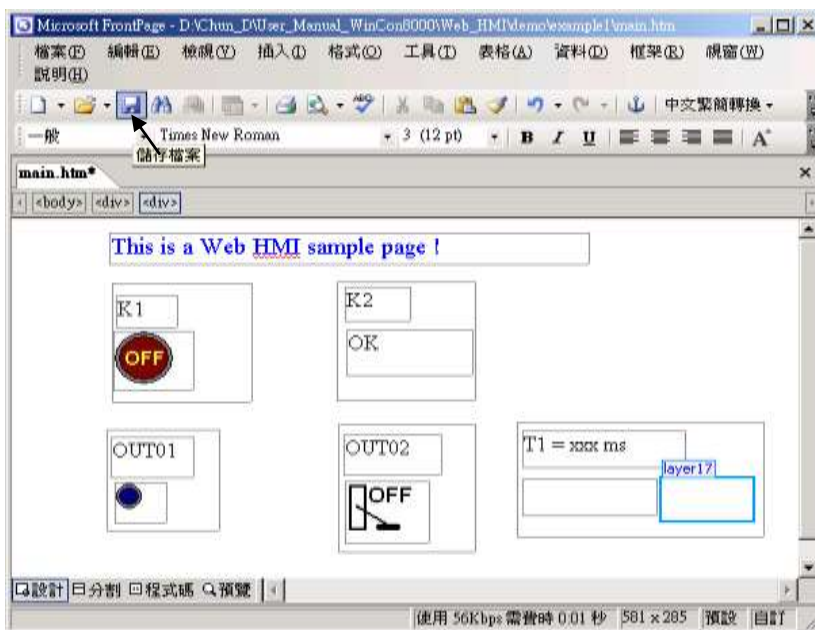 Microsoft FrontPage - D:\Chun_D\User_Manual_WinCon8000\Web_HMI\demo\example1\main.htm
檔案(F) 編輯(E) 檢視(V) 插入(I) 格式(O) 工具(T) 表格(A) 資料(D) 框架(R) 視窗(W)
說明(H)
中文繁簡轉換
一般 Times New Roman 3 (12 pt) B I U A
儲存檔案
main.htm*
<body> <div> <div>
This is a Web HMI sample page !
K1 K2
OFF OK
OUT01 OUT02 T1 = xxx ms
layer17
OFF
設計 分割 程式碼 預覽
使用 56Kbps 需費時 0:01 秒 581 x 285 預設 自訂